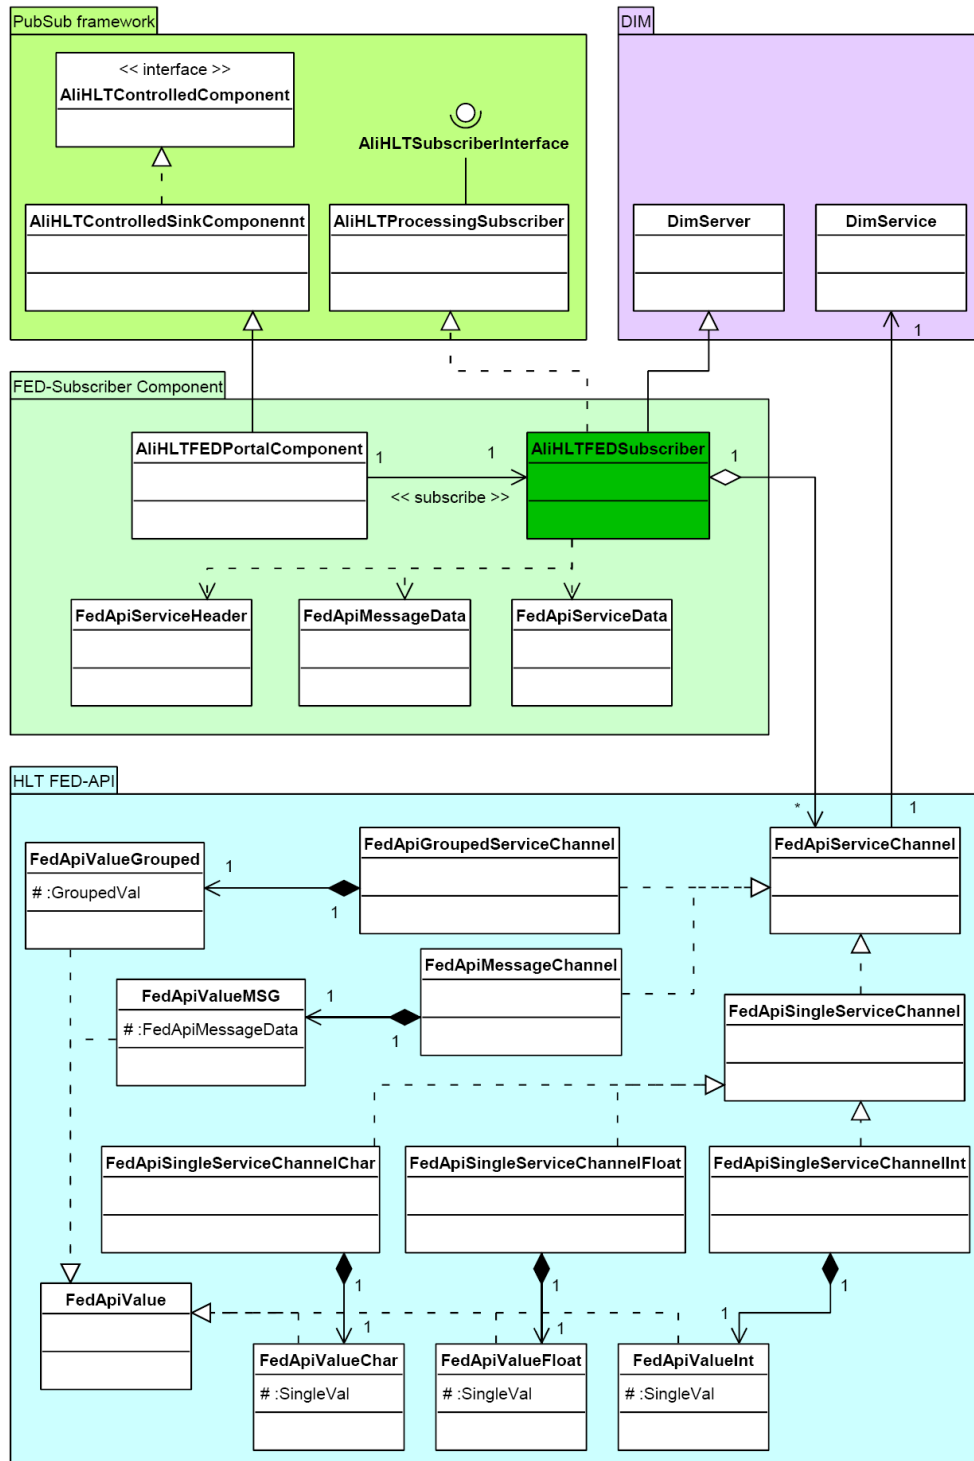 PubSub framework
DIM
<< interface >>
AliHLTControlledComponent
AliHLTSubscriberInterface
AliHLTControlledSinkComponennt
AliHLTProcessingSubscriber
DimServer
DimService
1
FED-Subscriber Component
AliHLTFEDPortalComponent
1
1
<< subscribe >>
AliHLTFEDSubscriber
1
FedApiServiceHeader
FedApiMessageData
FedApiServiceData
HLT FED-API
*
1
FedApiValueGrouped
# :GroupedVal
1
1
FedApiGroupedServiceChannel
FedApiServiceChannel
FedApiValueMSG
# :FedApiMessageData
1
1
FedApiMessageChannel
FedApiSingleServiceChannel
FedApiSingleServiceChannelChar
FedApiSingleServiceChannelFloat
FedApiSingleServiceChannelInt
1
1
1
FedApiValue
1
1
1
FedApiValueChar
# :SingleVal
FedApiValueFloat
# :SingleVal
FedApiValueInt
# :SingleVal